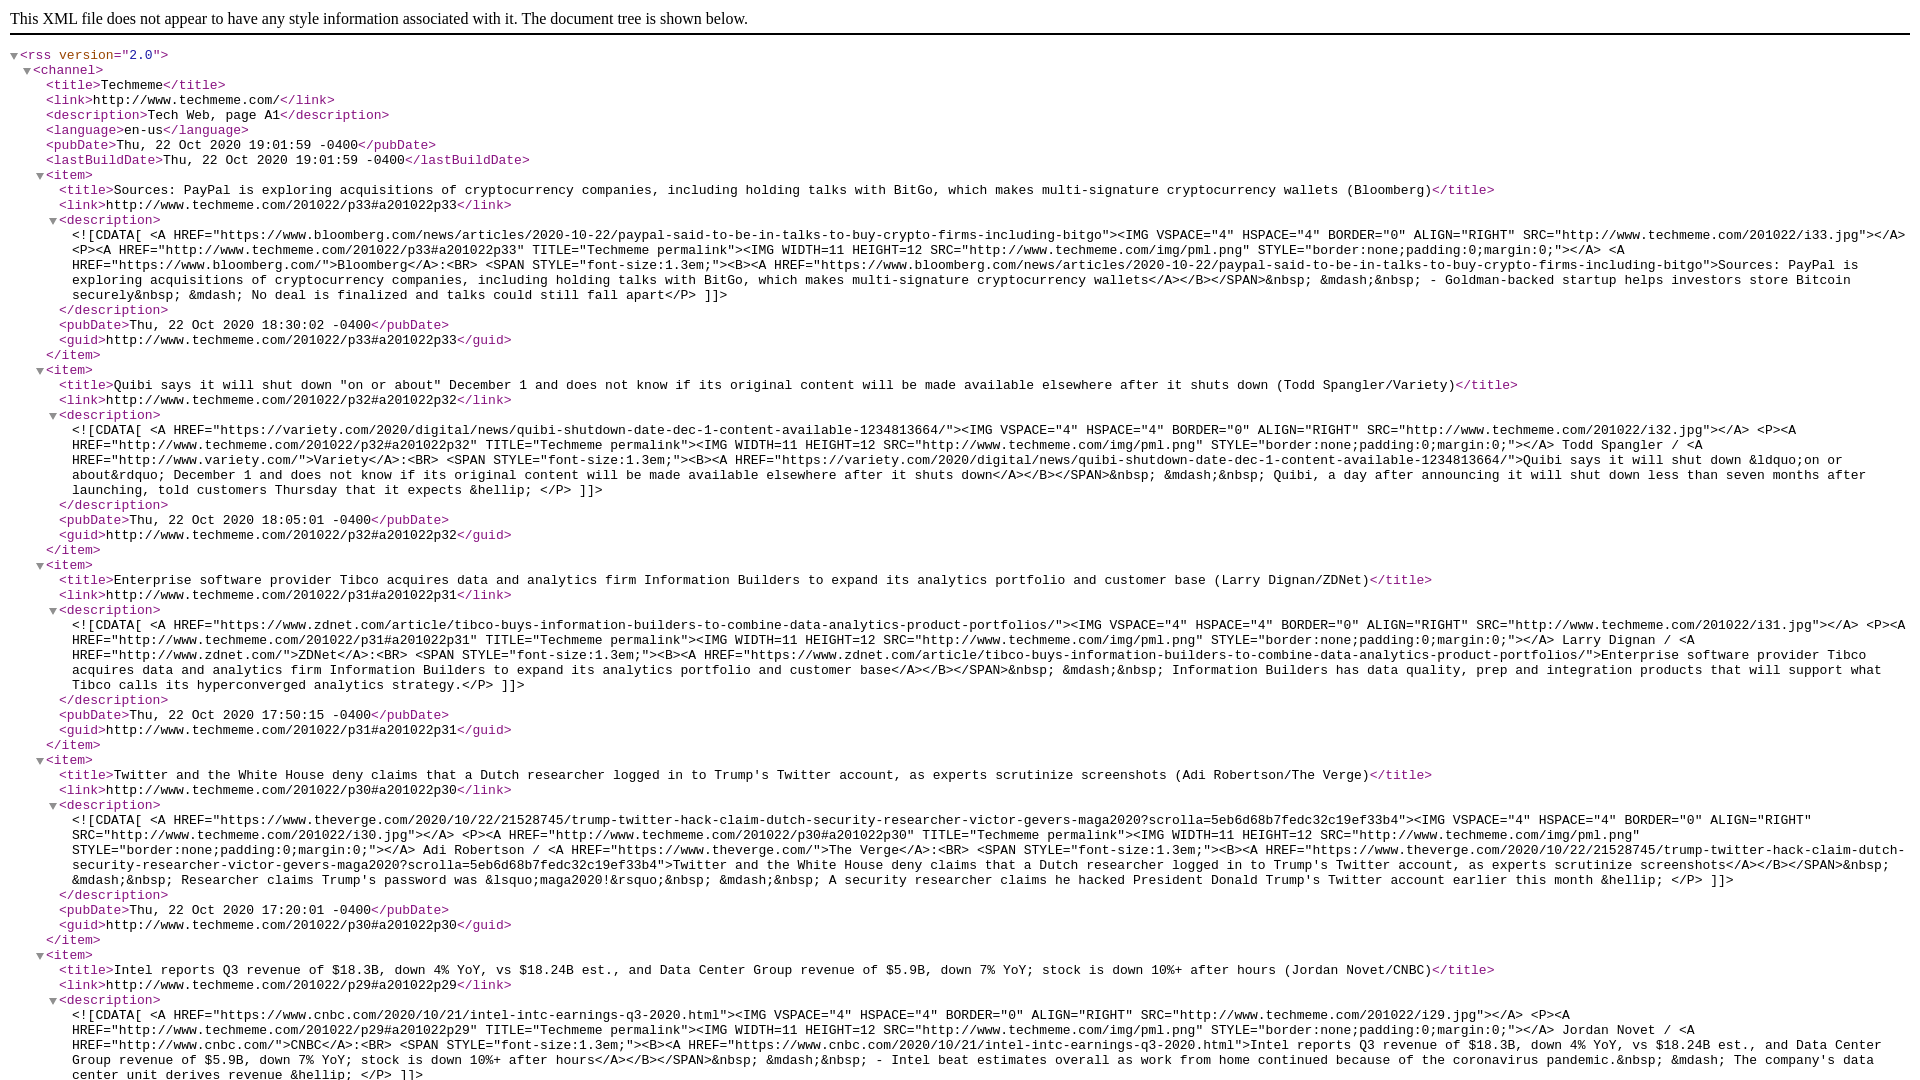 This XML file does not appear to have any style information associated with it. The document tree is shown below.
<rss version="2.0">
<channel>
<title>Techmeme</title>
<link>http://www.techmeme.com/</link>
<description>Tech Web, page A1</description>
<language>en-us</language>
<pubDate>Thu, 22 Oct 2020 19:01:59 -0400</pubDate>
<lastBuildDate>Thu, 22 Oct 2020 19:01:59 -0400</lastBuildDate>
<item>
<title>Sources: PayPal is exploring acquisitions of cryptocurrency companies, including holding talks with BitGo, which makes multi-signature cryptocurrency wallets (Bloomberg)</title>
<link>http://www.techmeme.com/201022/p33#a201022p33</link>
<description>
<![CDATA[ <A HREF="https://www.bloomberg.com/news/articles/2020-10-22/paypal-said-to-be-in-talks-to-buy-crypto-firms-including-bitgo"><IMG VSPACE="4" HSPACE="4" BORDER="0" ALIGN="RIGHT" SRC="http://www.techmeme.com/201022/i33.jpg"></A>
<P><A HREF="http://www.techmeme.com/201022/p33#a201022p33" TITLE="Techmeme permalink"><IMG WIDTH=11 HEIGHT=12 SRC="http://www.techmeme.com/img/pml.png" STYLE="border:none;padding:0;margin:0;"></A> <A
HREF="https://www.bloomberg.com/">Bloomberg</A>:<BR> <SPAN STYLE="font-size:1.3em;"><B><A HREF="https://www.bloomberg.com/news/articles/2020-10-22/paypal-said-to-be-in-talks-to-buy-crypto-firms-including-bitgo">Sources: PayPal is
exploring acquisitions of cryptocurrency companies, including holding talks with BitGo, which makes multi-signature cryptocurrency wallets</A></B></SPAN>&nbsp; &mdash;&nbsp; - Goldman-backed startup helps investors store Bitcoin
securely&nbsp; &mdash; No deal is finalized and talks could still fall apart</P> ]]>
</description>
<pubDate>Thu, 22 Oct 2020 18:30:02 -0400</pubDate>
<guid>http://www.techmeme.com/201022/p33#a201022p33</guid>
</item>
<item>
<title>Quibi says it will shut down "on or about" December 1 and does not know if its original content will be made available elsewhere after it shuts down (Todd Spangler/Variety)</title>
<link>http://www.techmeme.com/201022/p32#a201022p32</link>
<description>
<![CDATA[ <A HREF="https://variety.com/2020/digital/news/quibi-shutdown-date-dec-1-content-available-1234813664/"><IMG VSPACE="4" HSPACE="4" BORDER="0" ALIGN="RIGHT" SRC="http://www.techmeme.com/201022/i32.jpg"></A> <P><A
HREF="http://www.techmeme.com/201022/p32#a201022p32" TITLE="Techmeme permalink"><IMG WIDTH=11 HEIGHT=12 SRC="http://www.techmeme.com/img/pml.png" STYLE="border:none;padding:0;margin:0;"></A> Todd Spangler / <A
HREF="http://www.variety.com/">Variety</A>:<BR> <SPAN STYLE="font-size:1.3em;"><B><A HREF="https://variety.com/2020/digital/news/quibi-shutdown-date-dec-1-content-available-1234813664/">Quibi says it will shut down &ldquo;on or
about&rdquo; December 1 and does not know if its original content will be made available elsewhere after it shuts down</A></B></SPAN>&nbsp; &mdash;&nbsp; Quibi, a day after announcing it will shut down less than seven months after
launching, told customers Thursday that it expects &hellip; </P> ]]>
</description>
<pubDate>Thu, 22 Oct 2020 18:05:01 -0400</pubDate>
<guid>http://www.techmeme.com/201022/p32#a201022p32</guid>
</item>
<item>
<title>Enterprise software provider Tibco acquires data and analytics firm Information Builders to expand its analytics portfolio and customer base (Larry Dignan/ZDNet)</title>
<link>http://www.techmeme.com/201022/p31#a201022p31</link>
<description>
<![CDATA[ <A HREF="https://www.zdnet.com/article/tibco-buys-information-builders-to-combine-data-analytics-product-portfolios/"><IMG VSPACE="4" HSPACE="4" BORDER="0" ALIGN="RIGHT" SRC="http://www.techmeme.com/201022/i31.jpg"></A> <P><A
HREF="http://www.techmeme.com/201022/p31#a201022p31" TITLE="Techmeme permalink"><IMG WIDTH=11 HEIGHT=12 SRC="http://www.techmeme.com/img/pml.png" STYLE="border:none;padding:0;margin:0;"></A> Larry Dignan / <A
HREF="http://www.zdnet.com/">ZDNet</A>:<BR> <SPAN STYLE="font-size:1.3em;"><B><A HREF="https://www.zdnet.com/article/tibco-buys-information-builders-to-combine-data-analytics-product-portfolios/">Enterprise software provider Tibco
acquires data and analytics firm Information Builders to expand its analytics portfolio and customer base</A></B></SPAN>&nbsp; &mdash;&nbsp; Information Builders has data quality, prep and integration products that will support what
Tibco calls its hyperconverged analytics strategy.</P> ]]>
</description>
<pubDate>Thu, 22 Oct 2020 17:50:15 -0400</pubDate>
<guid>http://www.techmeme.com/201022/p31#a201022p31</guid>
</item>
<item>
<title>Twitter and the White House deny claims that a Dutch researcher logged in to Trump's Twitter account, as experts scrutinize screenshots (Adi Robertson/The Verge)</title>
<link>http://www.techmeme.com/201022/p30#a201022p30</link>
<description>
<![CDATA[ <A HREF="https://www.theverge.com/2020/10/22/21528745/trump-twitter-hack-claim-dutch-security-researcher-victor-gevers-maga2020?scrolla=5eb6d68b7fedc32c19ef33b4"><IMG VSPACE="4" HSPACE="4" BORDER="0" ALIGN="RIGHT"
SRC="http://www.techmeme.com/201022/i30.jpg"></A> <P><A HREF="http://www.techmeme.com/201022/p30#a201022p30" TITLE="Techmeme permalink"><IMG WIDTH=11 HEIGHT=12 SRC="http://www.techmeme.com/img/pml.png"
STYLE="border:none;padding:0;margin:0;"></A> Adi Robertson / <A HREF="https://www.theverge.com/">The Verge</A>:<BR> <SPAN STYLE="font-size:1.3em;"><B><A HREF="https://www.theverge.com/2020/10/22/21528745/trump-twitter-hack-claim-dutch-
security-researcher-victor-gevers-maga2020?scrolla=5eb6d68b7fedc32c19ef33b4">Twitter and the White House deny claims that a Dutch researcher logged in to Trump's Twitter account, as experts scrutinize screenshots</A></B></SPAN>&nbsp;
&mdash;&nbsp; Researcher claims Trump's password was &lsquo;maga2020!&rsquo;&nbsp; &mdash;&nbsp; A security researcher claims he hacked President Donald Trump's Twitter account earlier this month &hellip; </P> ]]>
</description>
<pubDate>Thu, 22 Oct 2020 17:20:01 -0400</pubDate>
<guid>http://www.techmeme.com/201022/p30#a201022p30</guid>
</item>
<item>
<title>Intel reports Q3 revenue of $18.3B, down 4% YoY, vs $18.24B est., and Data Center Group revenue of $5.9B, down 7% YoY; stock is down 10%+ after hours (Jordan Novet/CNBC)</title>
<link>http://www.techmeme.com/201022/p29#a201022p29</link>
<description>
<![CDATA[ <A HREF="https://www.cnbc.com/2020/10/21/intel-intc-earnings-q3-2020.html"><IMG VSPACE="4" HSPACE="4" BORDER="0" ALIGN="RIGHT" SRC="http://www.techmeme.com/201022/i29.jpg"></A> <P><A
HREF="http://www.techmeme.com/201022/p29#a201022p29" TITLE="Techmeme permalink"><IMG WIDTH=11 HEIGHT=12 SRC="http://www.techmeme.com/img/pml.png" STYLE="border:none;padding:0;margin:0;"></A> Jordan Novet / <A
HREF="http://www.cnbc.com/">CNBC</A>:<BR> <SPAN STYLE="font-size:1.3em;"><B><A HREF="https://www.cnbc.com/2020/10/21/intel-intc-earnings-q3-2020.html">Intel reports Q3 revenue of $18.3B, down 4% YoY, vs $18.24B est., and Data Center
Group revenue of $5.9B, down 7% YoY; stock is down 10%+ after hours</A></B></SPAN>&nbsp; &mdash;&nbsp; - Intel beat estimates overall as work from home continued because of the coronavirus pandemic.&nbsp; &mdash; The company's data
center unit derives revenue &hellip; </P> ]]>